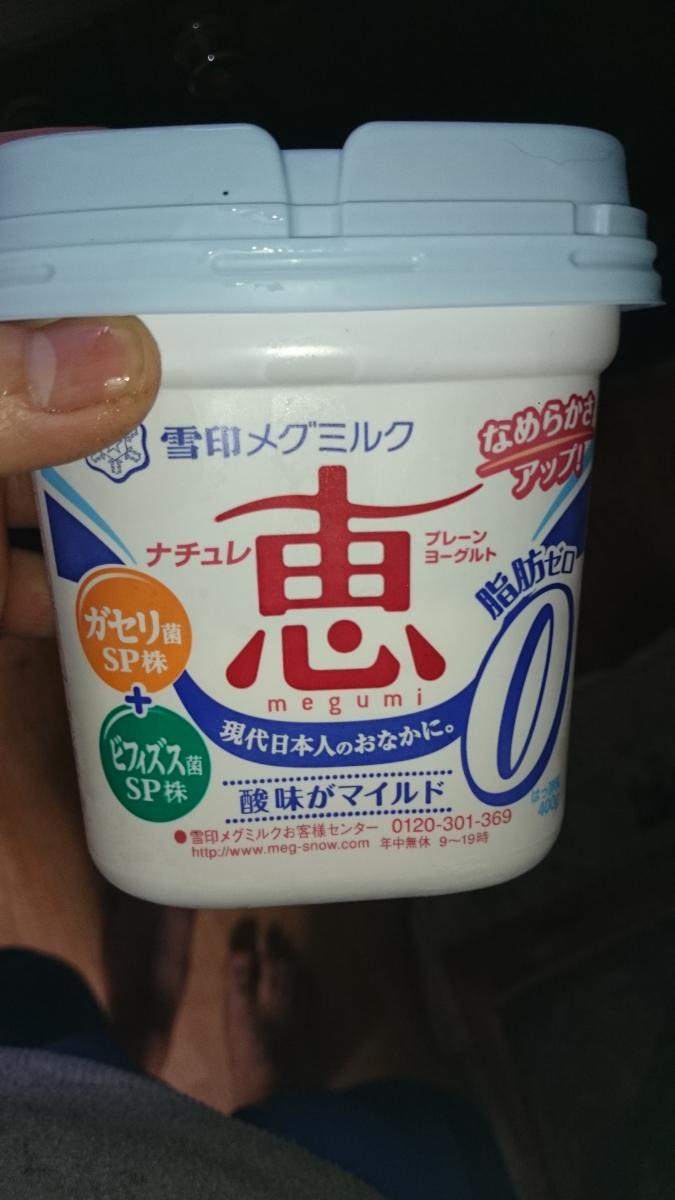 雪印メグミルク
なめらかさ
アップ!
ナチュレ
恵
プレーン
ヨーグルト
megumi
脂肪ゼロ
0
ガセリ菌
SP株
+
ビフィズス菌
SP株
現代日本人のおなかに。
酸味がマイルド
●雪印メグミルクお客様センター 0120-301-369
http://www.meg-snow.com 年中無休 9〜19時
400g